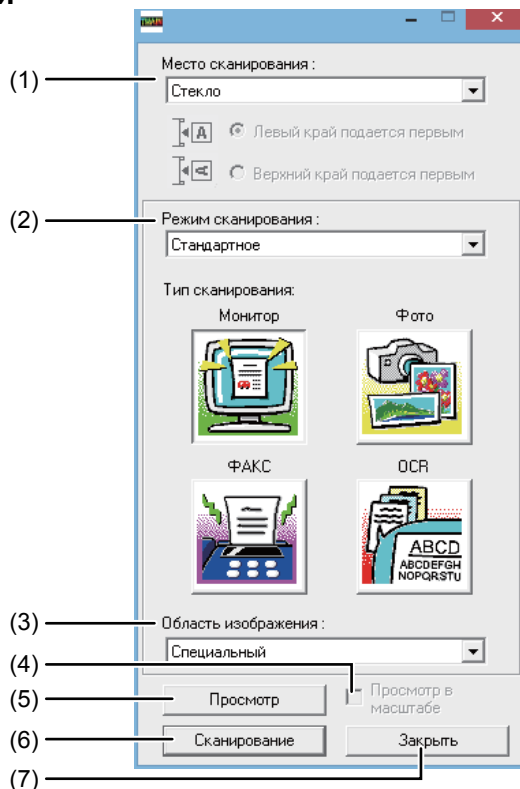 TWAIN
(1)
Место сканирования :
Стекло
A
Левый край подается первым
A
Верхний край подается первым
(2)
Режим сканирования :
Стандартное
Тип сканирования:
Монитор
Фото
ФАКС
OCR
ABCD
ABCDEFGH
NOPQRSTU
(3)
Область изображения :
Специальный
(4)
Просмотр в
масштабе
(5)
Просмотр
(6)
Сканирование
Закрыть
(7)